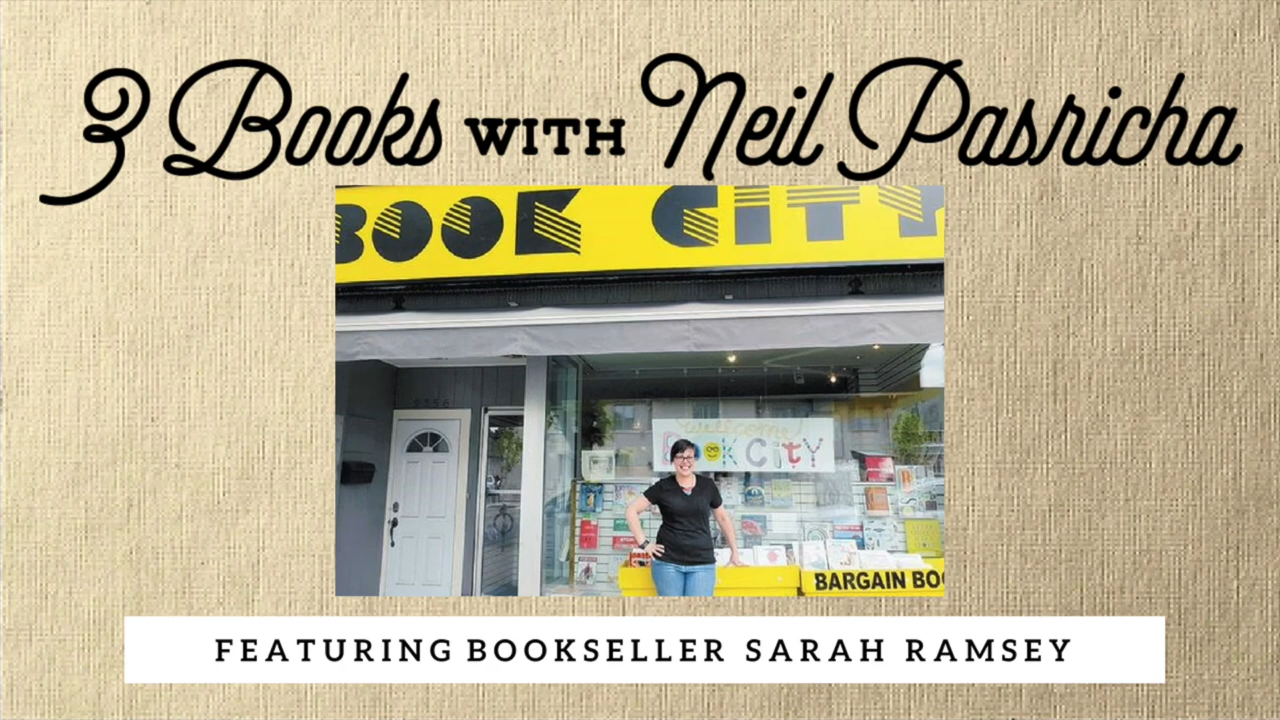 3 Books WITH Neil Pasricha
BOOK CITY
welcome!
BOOK CITY
BARGAIN BOO
FEATURING BOOKSELLER SARAH RAMSEY